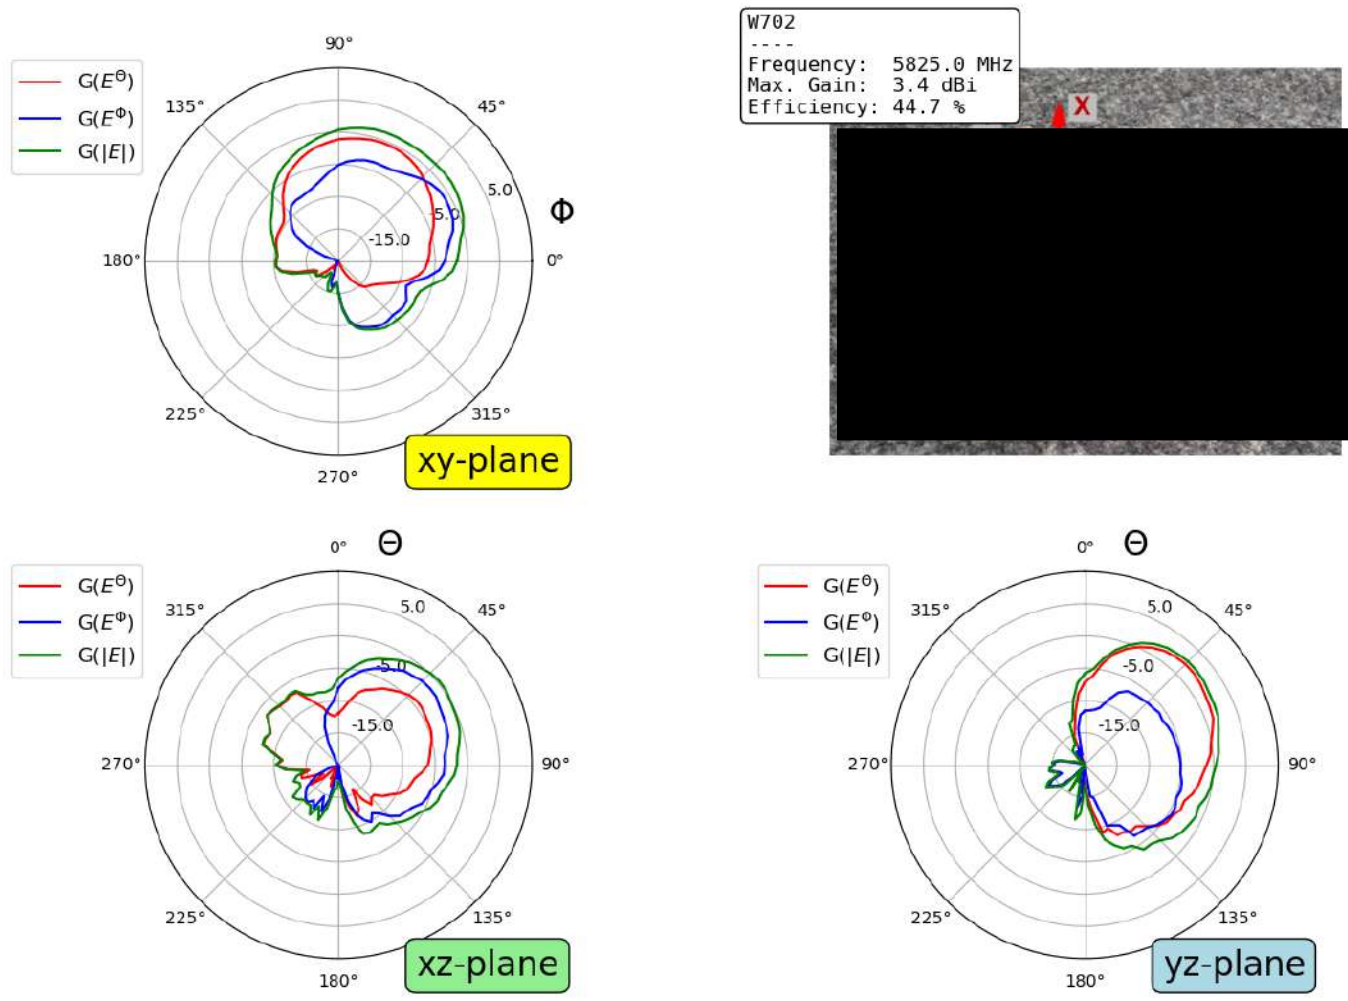 90°
G(E^Θ)
G(E^Φ)
G(|E|)
135°
45°
5.0
-5.0
-15.0
Φ
180°
0°
225°
315°
270°
xy-plane
W702
----
Frequency: 5825.0 MHz
Max. Gain: 3.4 dBi
Efficiency: 44.7 %
X
0°
Θ
G(E^Θ)
G(E^Φ)
G(|E|)
315°
5.0
45°
-5.0
-15.0
270°
90°
225°
135°
180°
xz-plane
0°
Θ
G(E^Θ)
G(E^Φ)
G(|E|)
315°
5.0
45°
-5.0
-15.0
270°
90°
225°
135°
180°
yz-plane